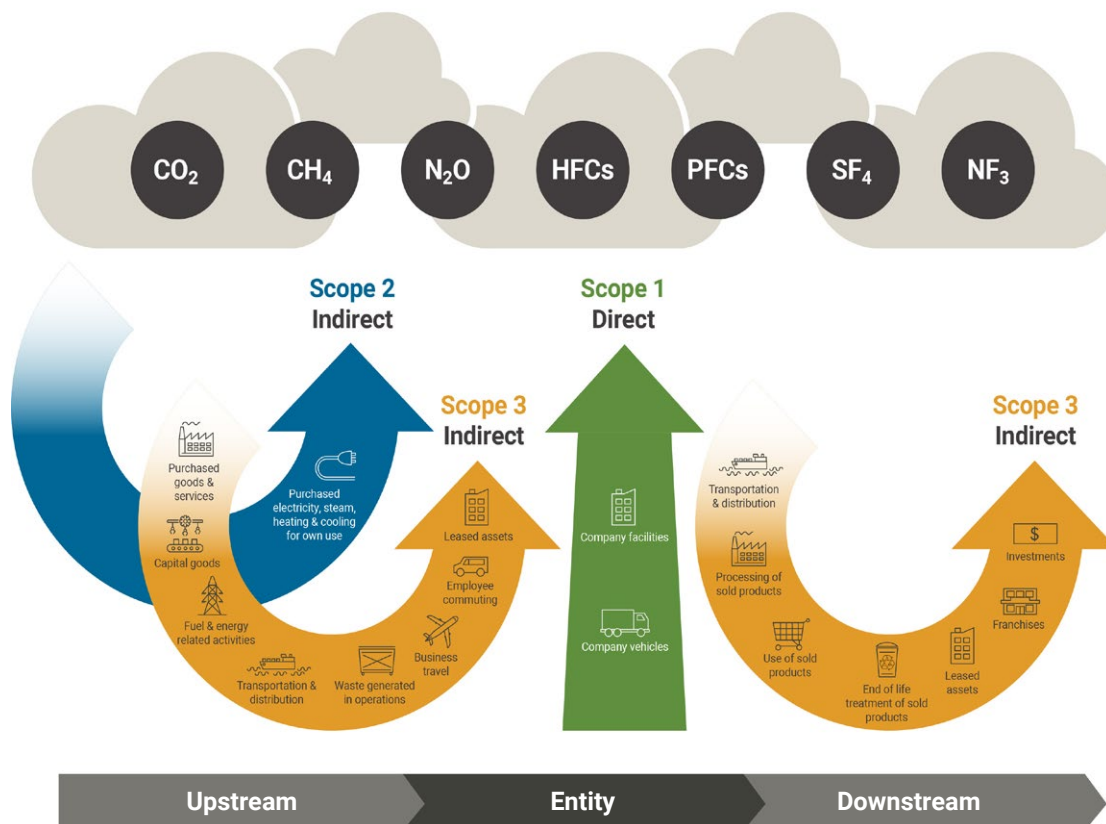 CO₂ CH₄ N₂O HFCs PFCs SF₄ NF₃
Scope 2
Indirect
Scope 1
Direct
Scope 3
Indirect
Scope 3
Indirect
Purchased
goods &
services
Capital goods
Fuel & energy
related activities
Transportation &
distribution
Waste generated
in operations
Business
travel
Employee
commuting
Leased assets
Purchased
electricity, steam,
heating & cooling
for own use
Company facilities
Company vehicles
Transportation
& distribution
Processing of
sold products
Use of sold
products
End of life
treatment of sold
products
Leased
assets
Franchises
$
Investments
Upstream
Entity
Downstream